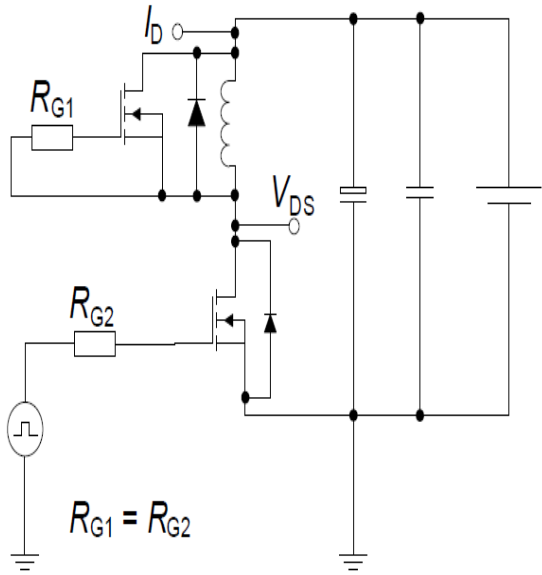 I_D
R_G1
V_DS
R_G2
R_G1 = R_G2